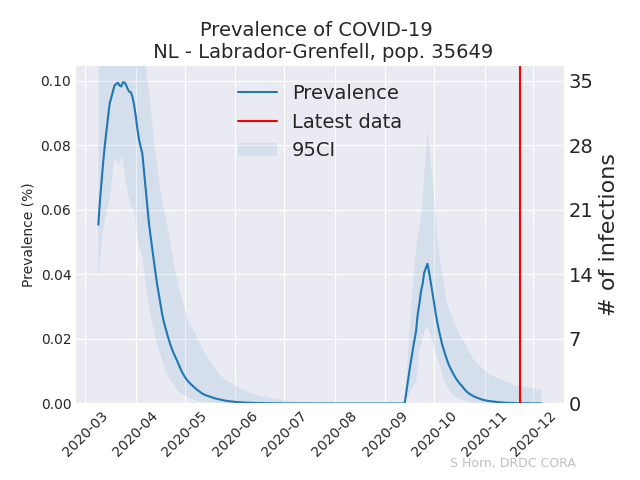 Prevalence of COVID-19
NL - Labrador-Grenfell, pop. 35649
Prevalence
Latest data
95CI
Prevalence (%)
0.10
0.08
0.06
0.04
0.02
0.00
35
28
21
14
7
0
# of infections
2020-03
2020-04
2020-05
2020-06
2020-07
2020-08
2020-09
2020-10
2020-11
2020-12
S Horn, DRDC CORA